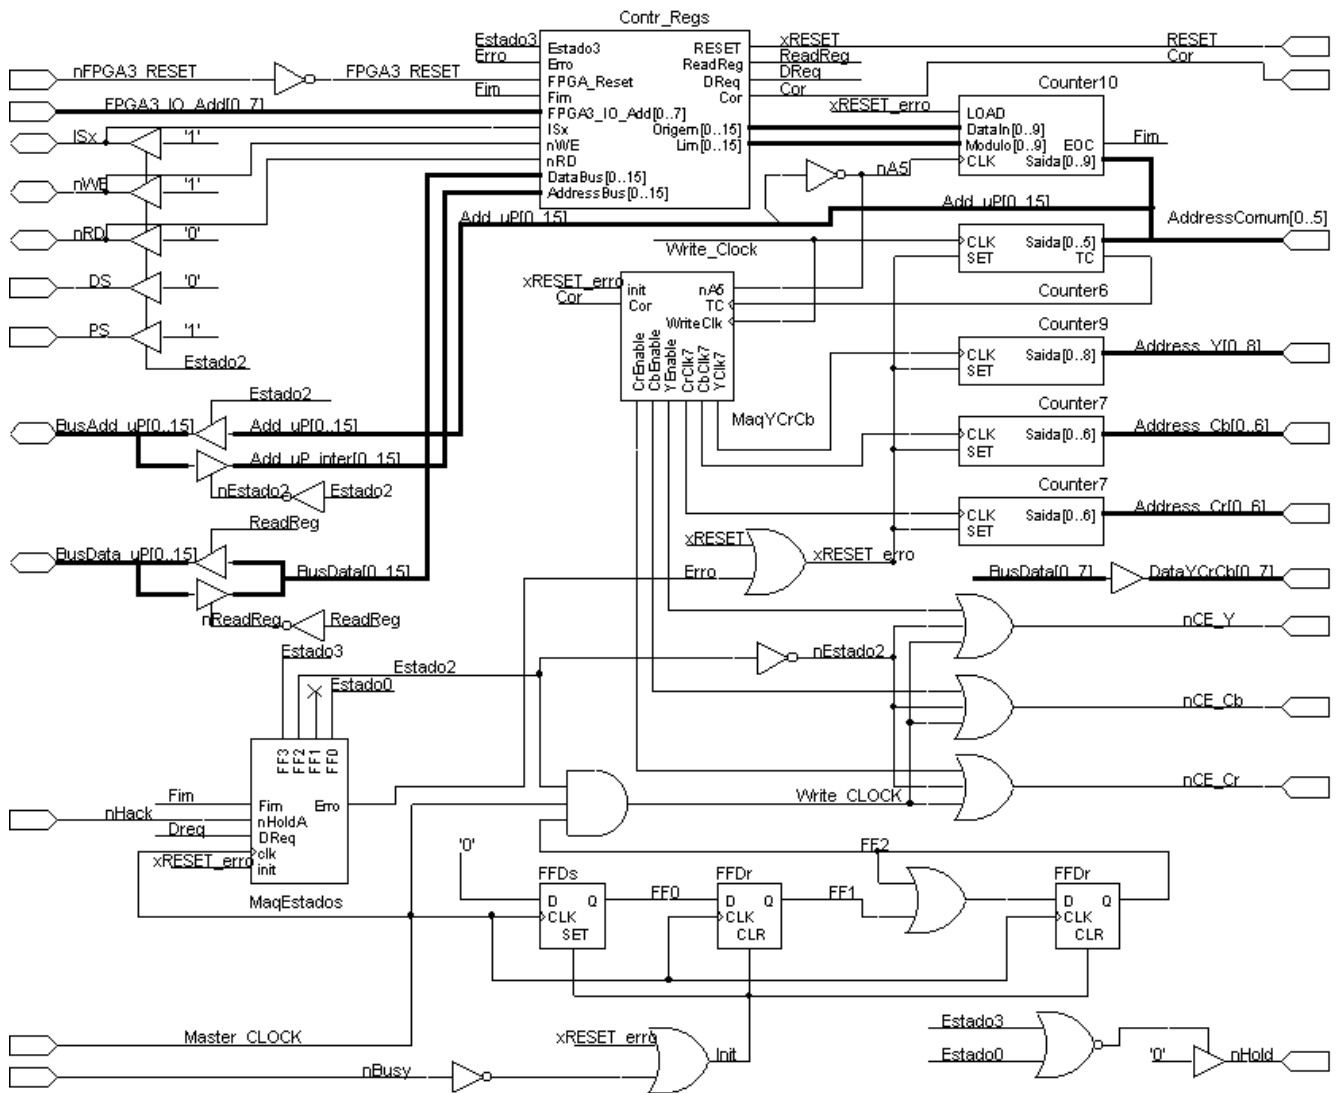 Contr_Regs
Estado3
Erro
nFPGA3_RESET
FPGA3_RESET
Fim
FPGA3_IO_Add[0..7]
Estado3
Erro
FPGA_Reset
Fim
FPGA3_IO_Add[0..7]
ISx
nWE
nRD
DataBus[0..15]
AddressBus[0..15]
RESET
ReadReg
DReq
Cor
Origem[0..15]
Lim[0..15]
xRESET
ReadReg
DReq
Cor
RESET
Cor
Counter10
xRESET_erro
LOAD
DataIn[0..9]
Modulo[0..9]
CLK
EOC
Saida[0..9]
Fim
nA5
ISx
'1'
nWE
'1'
nRD
'0'
DS
'0'
PS
'1'
Estado2
Add_uP[0..15]
Add_uP[0..15]
AddressComum[0..5]
Write_Clock
CLK
SET
Saida[0..5]
TC
Counter6
xRESET_erro
Cor
init
Cor
nA5
TC
WriteClk
CrEnable
CbEnable
YEnable
CrClk7
CbClk7
YClk7
MaqYCrCb
Counter9
CLK
SET
Saida[0..8]
Address_Y[0..8]
Counter7
CLK
SET
Saida[0..6]
Address_Cb[0..6]
Counter7
CLK
SET
Saida[0..6]
Address_Cr[0..6]
Estado2
BusAdd_uP[0..15]
Add_uP[0..15]
Add_uP_inter[0..15]
nEstado2
Estado2
ReadReg
BusData_uP[0..15]
BusData[0..15]
nReadReg
ReadReg
xRESET
Erro
xRESET_erro
BusData[0..7]
DataYCrCb[0..7]
nCE_Y
nEstado2
nCE_Cb
nCE_Cr
Write_CLOCK
Estado3
Estado2
Estado0
FF3
FF2
FF1
FF0
Fim
nHack
Dreq
xRESET_erro
Fim
nHoldA
DReq
clk
init
Erro
MaqEstados
'0'
FFDs
D
Q
CLK
SET
FF0
FFDr
D
Q
CLK
CLR
FF1
FF2
FFDr
D
Q
CLK
CLR
Master_CLOCK
xRESET_erro
nBusy
Init
Estado3
Estado0
'0'
nHold